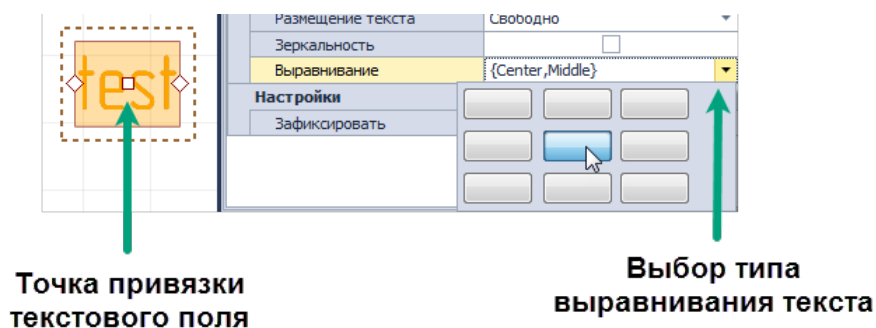 Размещение текста Свободно
Зеркальность
test
Выравнивание {Center,Middle}
Настройки
Зафиксировать
Точка привязки
текстового поля
Выбор типа
выравнивания текста